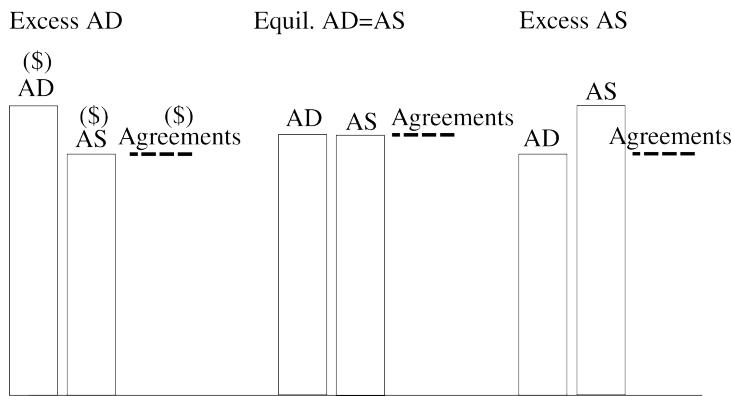 Excess AD
Equil. AD=AS
Excess AS
($)
AD
($)
AS
($)
Agreements
AD
AS
Agreements
AD
AS
Agreements